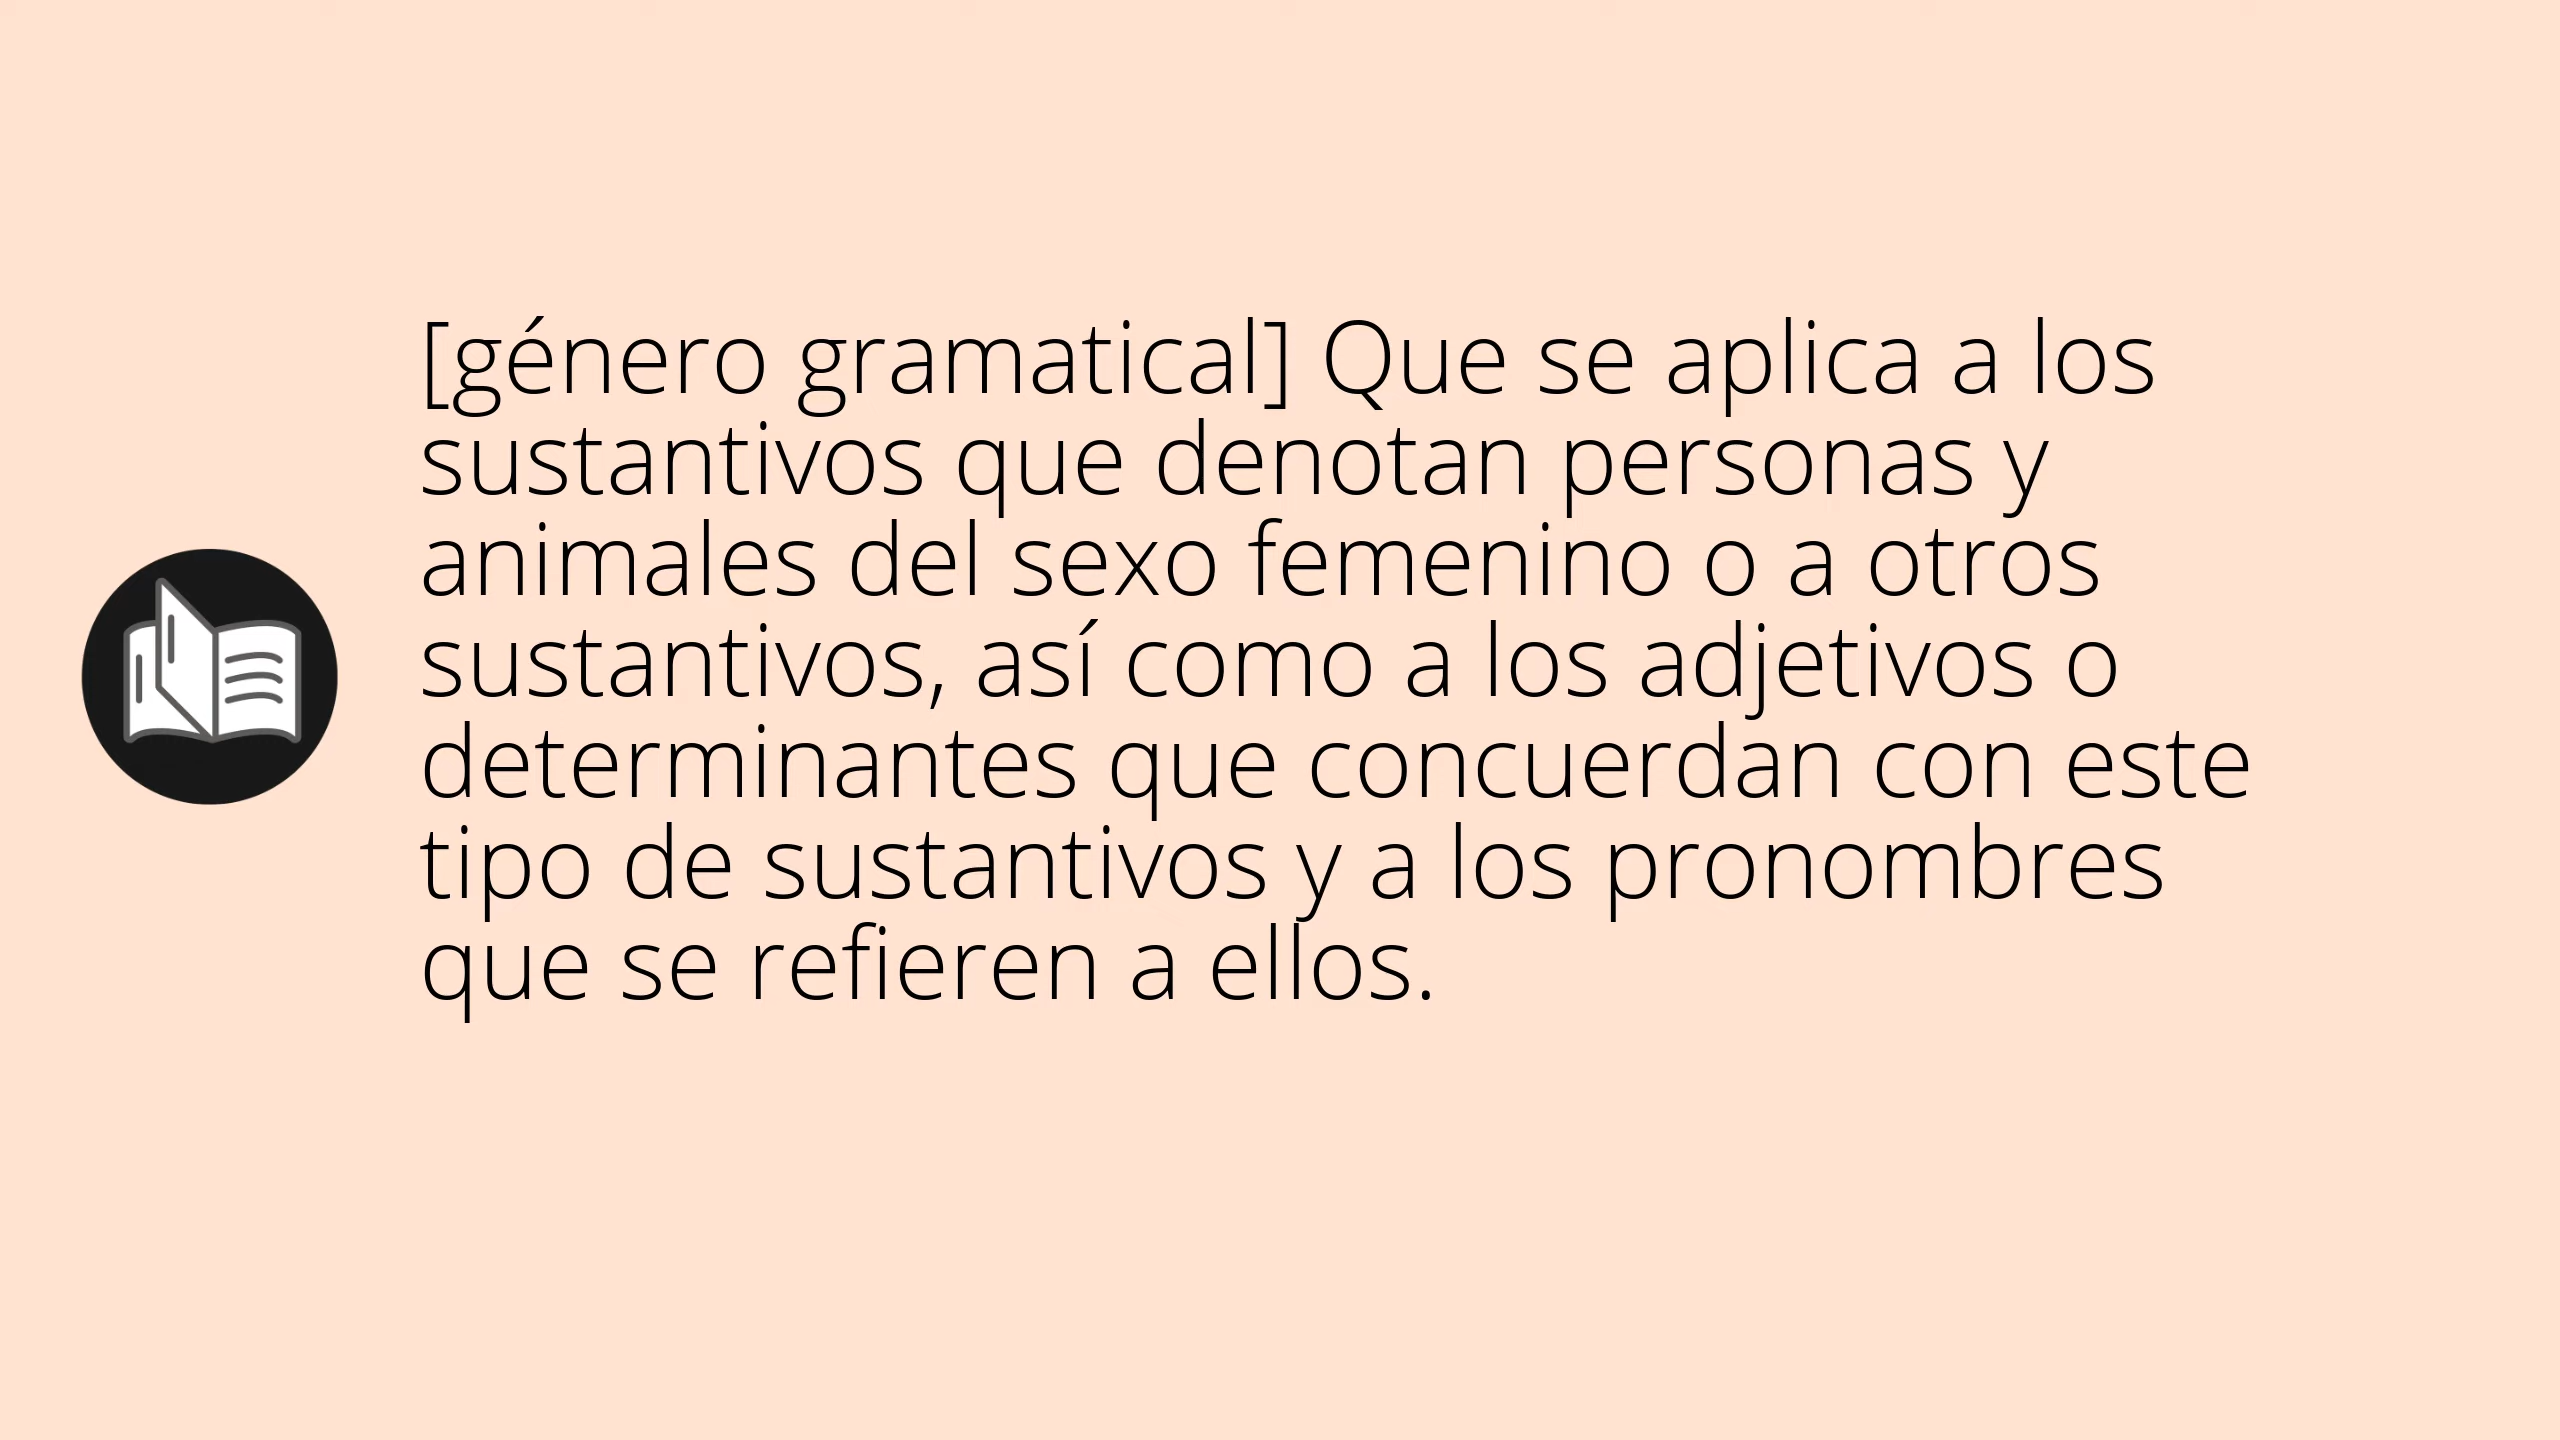 [género gramatical] Que se aplica a los
sustantivos que denotan personas y
animales del sexo femenino o a otros
sustantivos, así como a los adjetivos o
determinantes que concuerdan con este
tipo de sustantivos y a los pronombres
que se refieren a ellos.